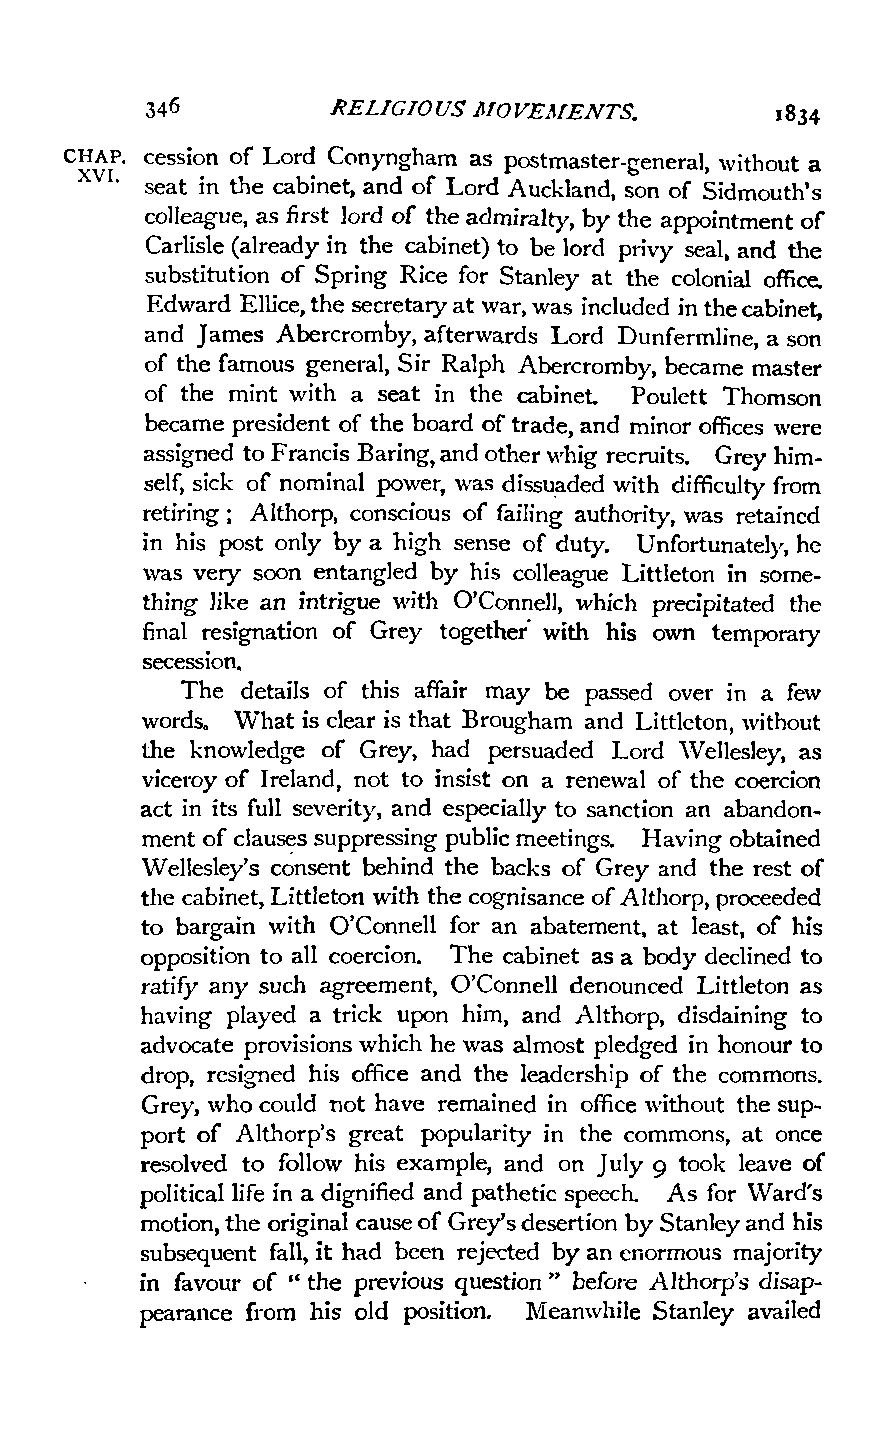 346 RELIGIOUS MOVEMENTS. 1834
CHAP. XVI.
cession of Lord Conyngham as postmaster-general, without a
seat in the cabinet, and of Lord Auckland, son of Sidmouth's
colleague, as first lord of the admiralty, by the appointment of
Carlisle (already in the cabinet) to be lord privy seal, and the
substitution of Spring Rice for Stanley at the colonial office.
Edward Ellice, the secretary at war, was included in the cabinet,
and James Abercromby, afterwards Lord Dunfermline, a son
of the famous general, Sir Ralph Abercromby, became master
of the mint with a seat in the cabinet. Poulett Thomson
became president of the board of trade, and minor offices were
assigned to Francis Baring, and other whig recruits. Grey him-
self, sick of nominal power, was dissuaded with difficulty from
retiring ; Althorp, conscious of failing authority, was retained
in his post only by a high sense of duty. Unfortunately, he
was very soon entangled by his colleague Littleton in some-
thing like an intrigue with O'Connell, which precipitated the
final resignation of Grey together with his own temporary
secession.
The details of this affair may be passed over in a few
words. What is clear is that Brougham and Littleton, without
the knowledge of Grey, had persuaded Lord Wellesley, as
viceroy of Ireland, not to insist on a renewal of the coercion
act in its full severity, and especially to sanction an abandon-
ment of clauses suppressing public meetings. Having obtained
Wellesley's consent behind the backs of Grey and the rest of
the cabinet, Littleton with the cognisance of Althorp, proceeded
to bargain with O'Connell for an abatement, at least, of his
opposition to all coercion. The cabinet as a body declined to
ratify any such agreement, O'Connell denounced Littleton as
having played a trick upon him, and Althorp, disdaining to
advocate provisions which he was almost pledged in honour to
drop, resigned his office and the leadership of the commons.
Grey, who could not have remained in office without the sup-
port of Althorp's great popularity in the commons, at once
resolved to follow his example, and on July 9 took leave of
political life in a dignified and pathetic speech. As for Ward's
motion, the original cause of Grey's desertion by Stanley and his
subsequent fall, it had been rejected by an enormous majority
in favour of " the previous question " before Althorp's disap-
pearance from his old position. Meanwhile Stanley availed